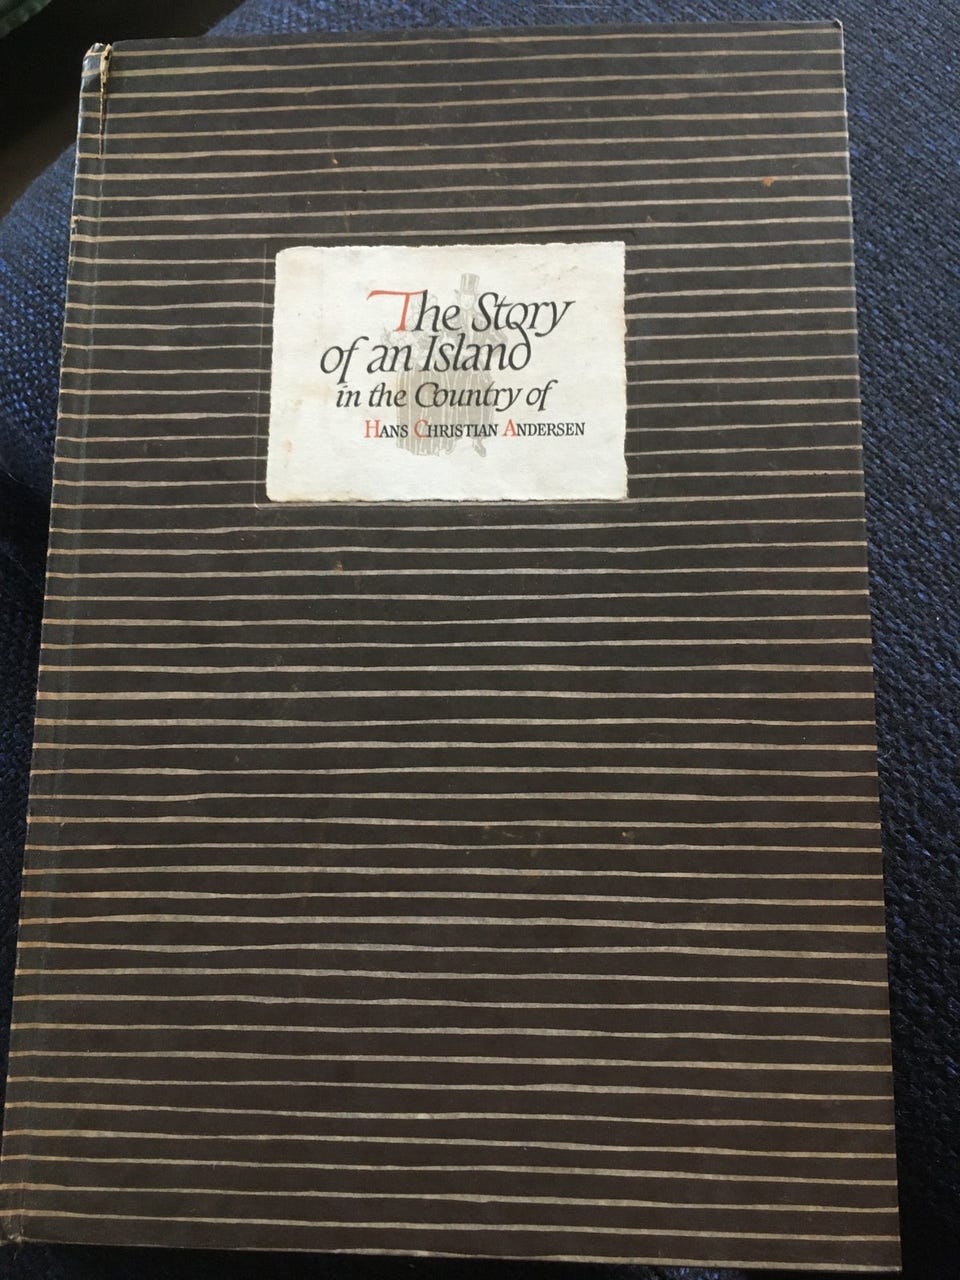 The Story
of an Island
in the Country of
Hans Christian Andersen